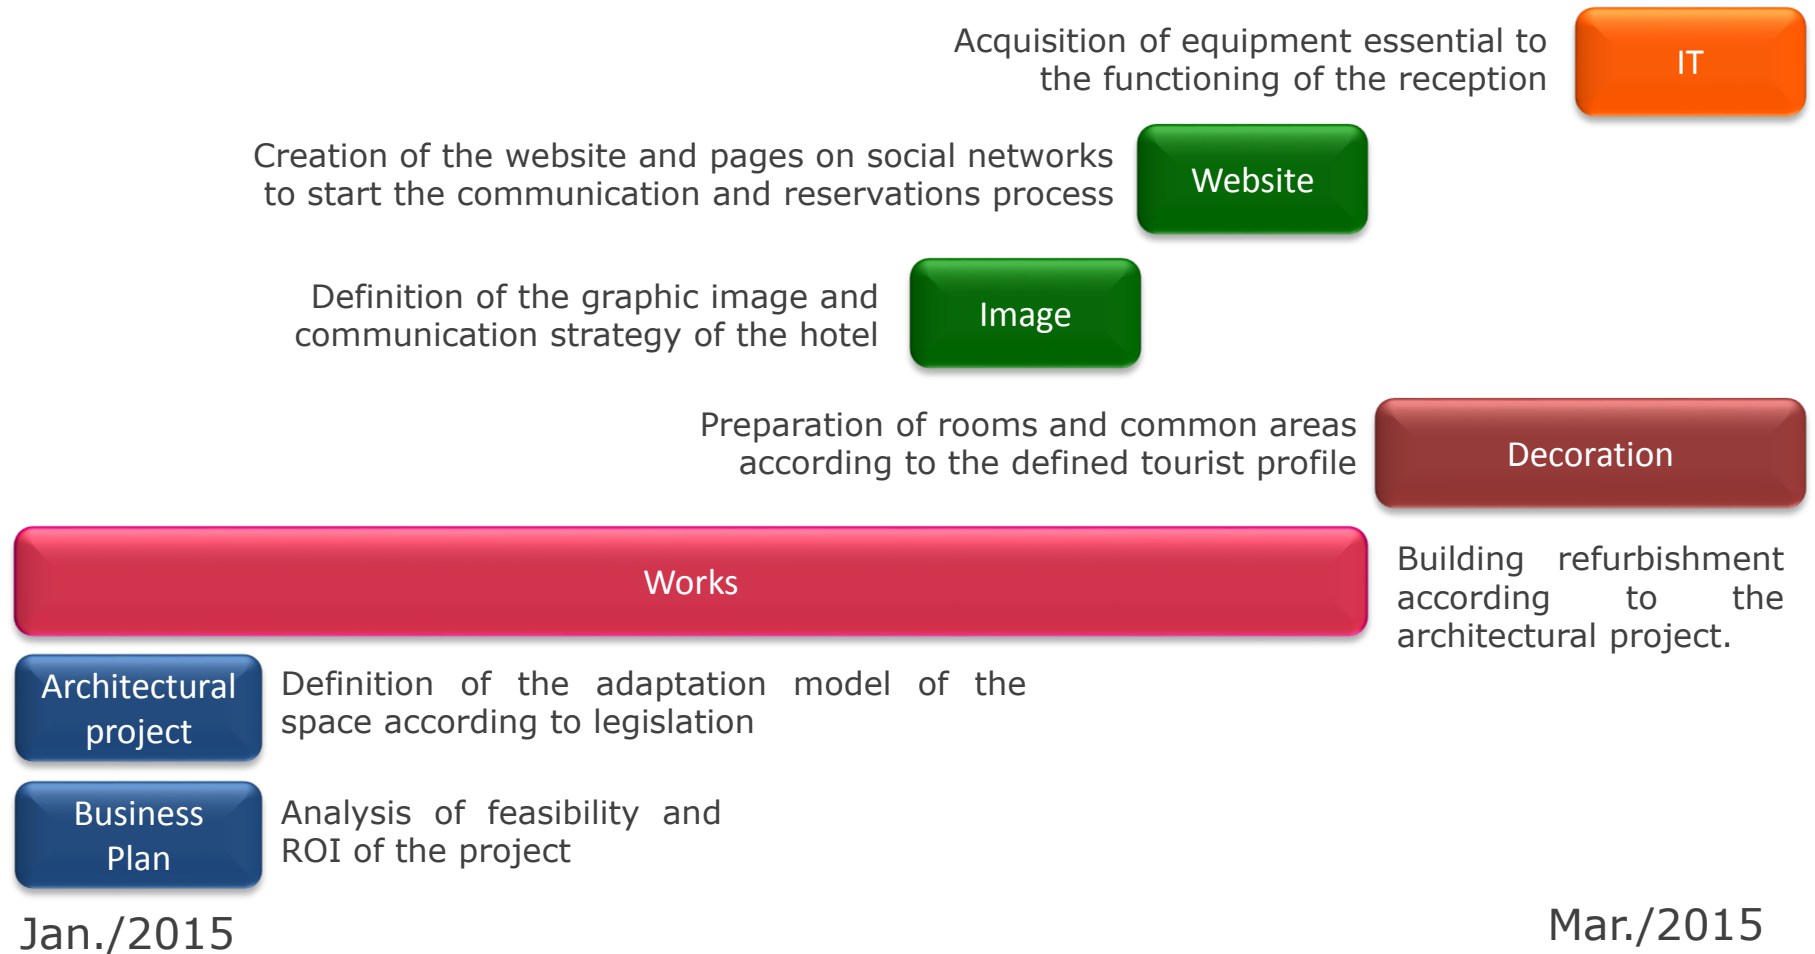 Acquisition of equipment essential to
the functioning of the reception
IT
Creation of the website and pages on social networks
to start the communication and reservations process
Website
Definition of the graphic image and
communication strategy of the hotel
Image
Preparation of rooms and common areas
according to the defined tourist profile
Decoration
Works
Building refurbishment
according to the
architectural project.
Architectural
project
Definition of the adaptation model of the
space according to legislation
Business
Plan
Analysis of feasibility and
ROI of the project
Jan./2015
Mar./2015